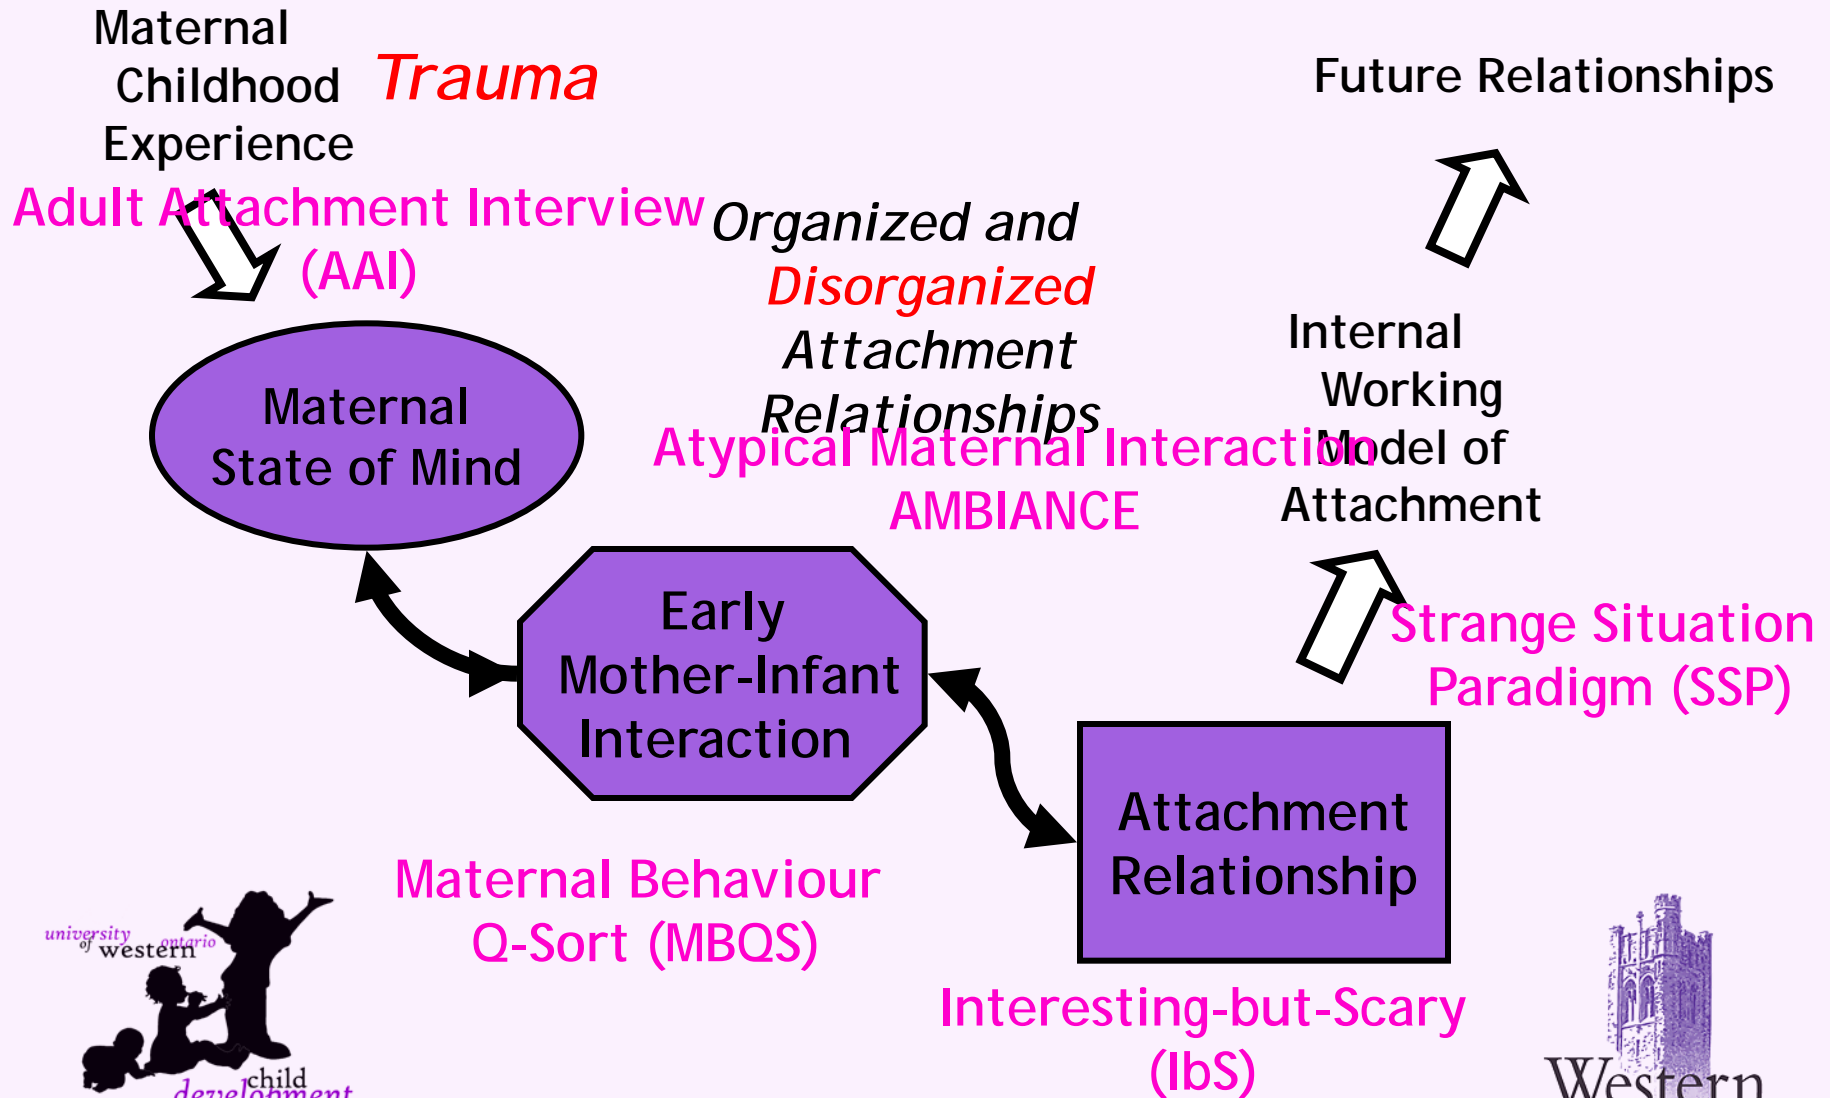 Maternal
Childhood
Experience
Trauma
Future Relationships
Adult Attachment Interview
(AAI)
Organized and
Disorganized
Attachment
Relationships
Internal
Working
Model of
Attachment
Maternal
State of Mind
Atypical Maternal Interaction
AMBIANCE
Early
Mother-Infant
Interaction
Strange Situation
Paradigm (SSP)
Attachment
Relationship
Maternal Behaviour
Q-Sort (MBQS)
Interesting-but-Scary
(IbS)
university
of western ontario
child
development
Western